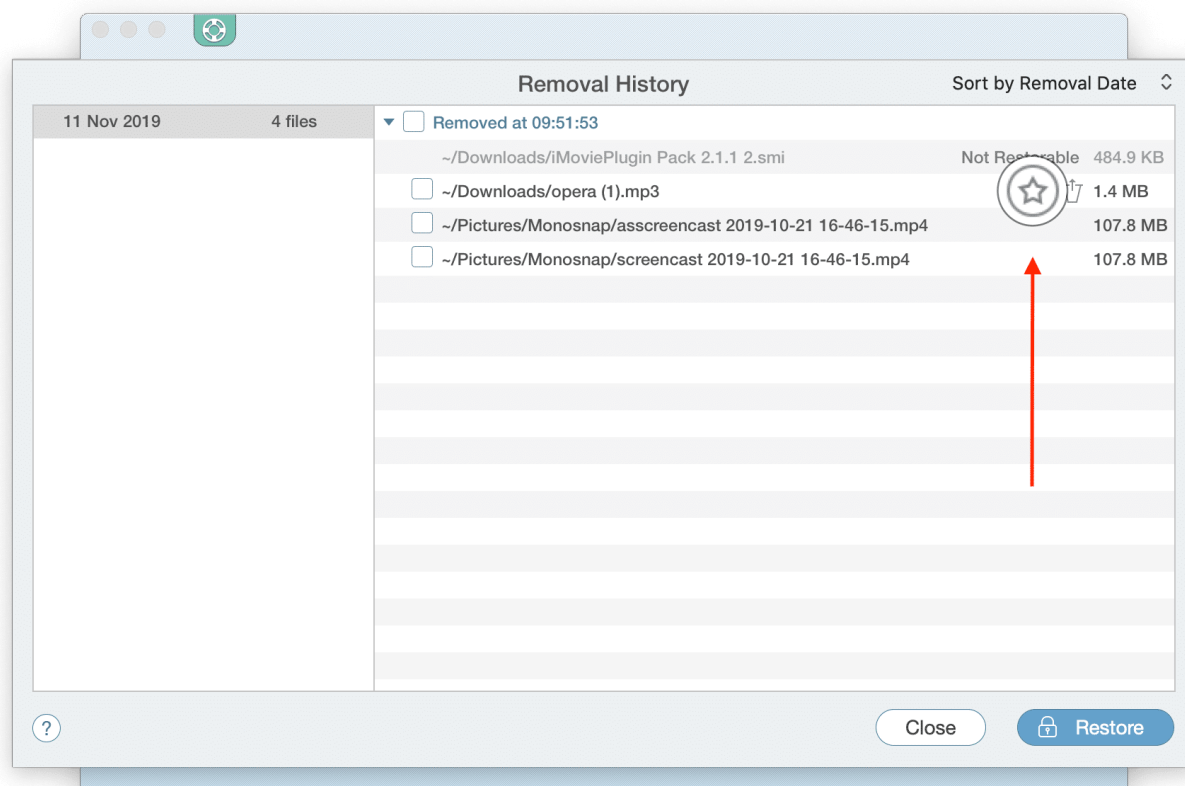 Removal History
Sort by Removal Date
11 Nov 2019 4 files
Removed at 09:51:53
~/Downloads/iMoviePlugin Pack 2.1.1 2.smi Not Restorable 484.9 KB
~/Downloads/opera (1).mp3 1.4 MB
~/Pictures/Monosnap/asscreencast 2019-10-21 16-46-15.mp4 107.8 MB
~/Pictures/Monosnap/screencast 2019-10-21 16-46-15.mp4 107.8 MB
?
Close
Restore